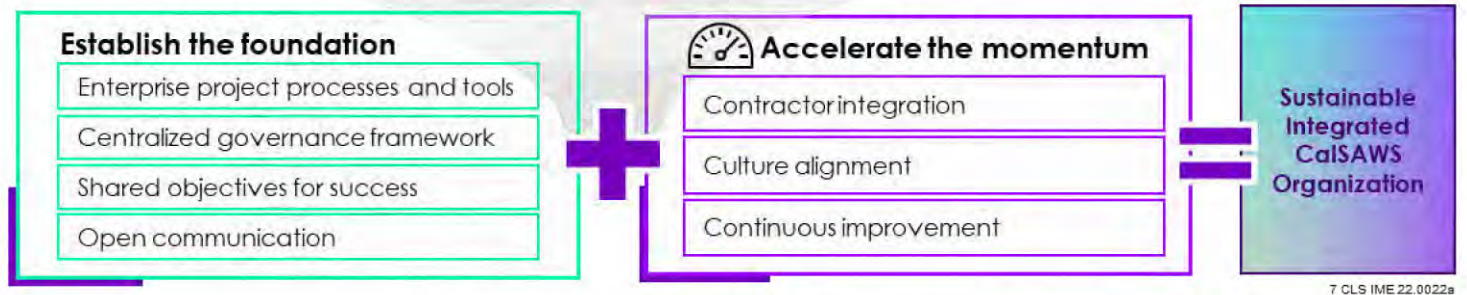 Establish the foundation
Enterprise project processes and tools
Centralized governance framework
Shared objectives for success
Open communication
Accelerate the momentum
Contractor integration
Culture alignment
Continuous improvement
Sustainable
Integrated
CalSAWS
Organization
7 CLS IME 22.0022a